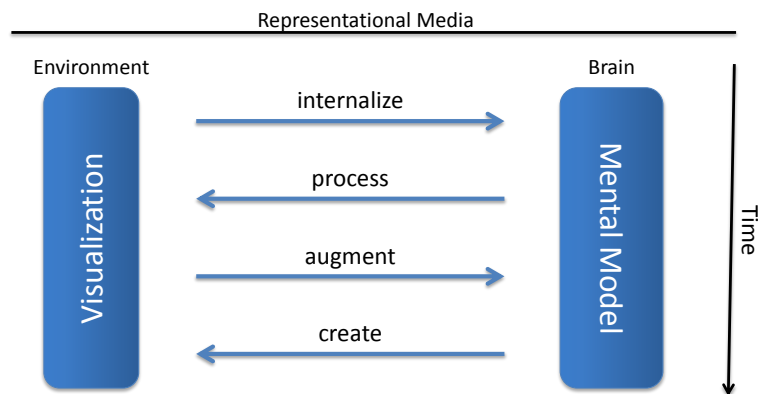 Representational Media
Environment
Brain
internalize
process
augment
create
Visualization
Mental Model
Time